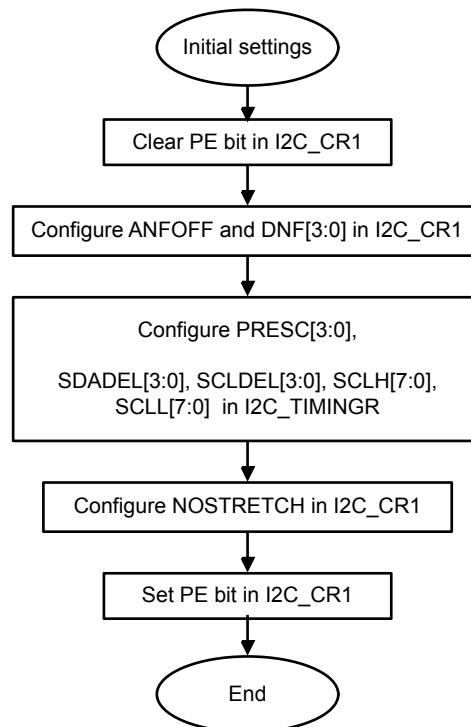 Initial settings
Clear PE bit in I2C_CR1
Configure ANFOFF and DNF[3:0] in I2C_CR1
Configure PRESC[3:0],
SDADEL[3:0], SCLDEL[3:0], SCLH[7:0],
SCLL[7:0] in I2C_TIMINGR
Configure NOSTRETCH in I2C_CR1
Set PE bit in I2C_CR1
End